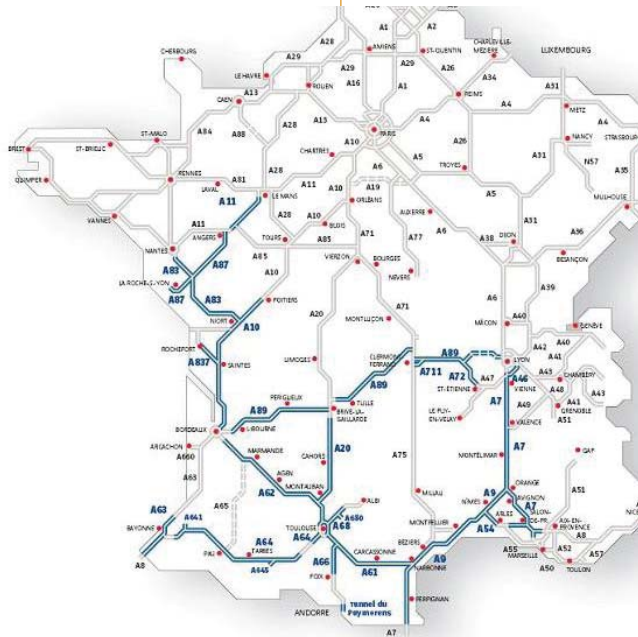 A28
A1
A2
CHERBOURG
AMIENS
ST-QUENTIN
CHARLEVILLE-
MÉZIÈRE
LUXEMBOURG
A29
A29
A29
A26
LE HAVRE
A16
A34
A31
A13
ROUEN
A1
REIMS
CAEN
A4
METZ
A4
A84
A88
A28
A13
PARIS
A4
A26
NANCY
STRASBOURG
ST-MALO
BREST
ST-BRIEUC
CHARTRES
A10
A6
A5
TROYES
A31
N57
A35
QUIMPER
RENNES
A81
LAVAL
A28
A11
A10
A19
A5
MULHOUSE
LE MANS
A11
ORLÉANS
AUXERRE
VANNES
A11
ANGERS
A28
A10
BLOIS
A6
A38
DIJON
A31
A36
NANTES
TOURS
A85
A71
A77
BESANÇON
A83
A87
A85
VIERZON
BOURGES
LA ROCHE-S-YON
A10
NEVERS
A39
A87
A83
POITIERS
A20
A71
A6
NIORT
A10
MONTLUÇON
MÂCON
A40
GENÈVE
ROCHEFORT
A837
SAINTES
LIMOGES
CLERMONT
FERRAND
A89
LYON
A42
A40
A41
A711
A72
A46
A43
CHAMBÉRY
PÉRIGUEUX
A89
ST-ÉTIENNE
A47
VIENNE
A48
A43
A89
TULLE
A7
A49
A41
GRENOBLE
BORDEAUX
LIBOURNE
BRIVE-LA-
GAILLARDE
LE PUY-
EN-VELAY
VALENCE
A51
ARCACHON
A660
MARMANDE
A20
CAHORS
A7
MONTÉLIMAR
GAP
A63
AGEN
A75
A65
A62
MONTAUBAN
ALBI
MILLAU
ORANGE
A51
A63
A641
A680
NÎMES
A9
AVIGNON
A7
BAYONNE
TOULOUSE
A68
MONTPELLIER
ARLES
SALON-
DE-PR.
AIX-EN
PROVENCE
NICE
A64
A64
A54
A8
PAU
TARBES
BÉZIERS
A55
A52
A57
A8
A645
A66
CARCASSONNE
A9
MARSEILLE
A50
TOULON
FOIX
A61
NARBONNE
Tunnel du
Puymorens
PERPIGNAN
ANDORRE
A7